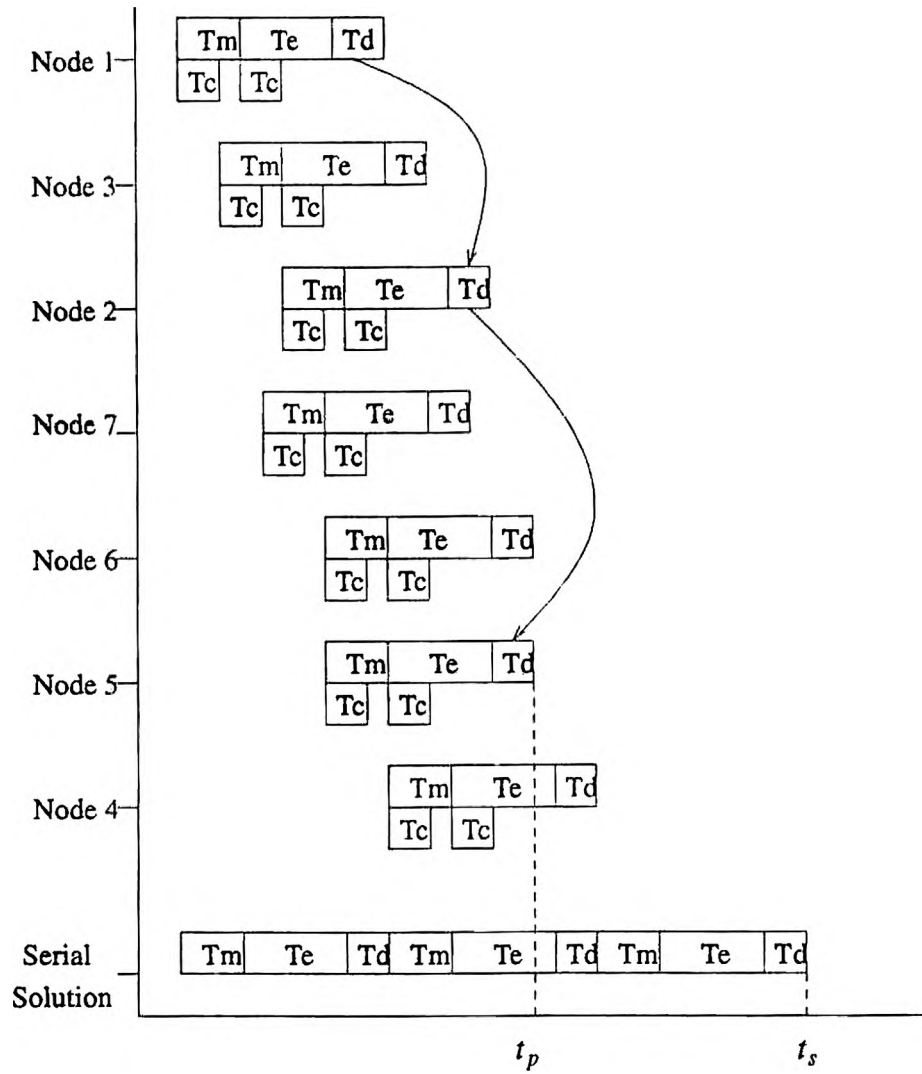 Tm Te Td
Node 1
Tc Tc
Tm Te Td
Node 3
Tc Tc
Tm Te Td
Node 2
Tc Tc
Tm Te Td
Node 7
Tc Tc
Tm Te Td
Node 6
Tc Tc
Tm Te Td
Node 5
Tc Tc
Tm Te Td
Node 4
Tc Tc
Serial Tm Te Td Tm Te Td Tm Te Td
Solution
tp ts